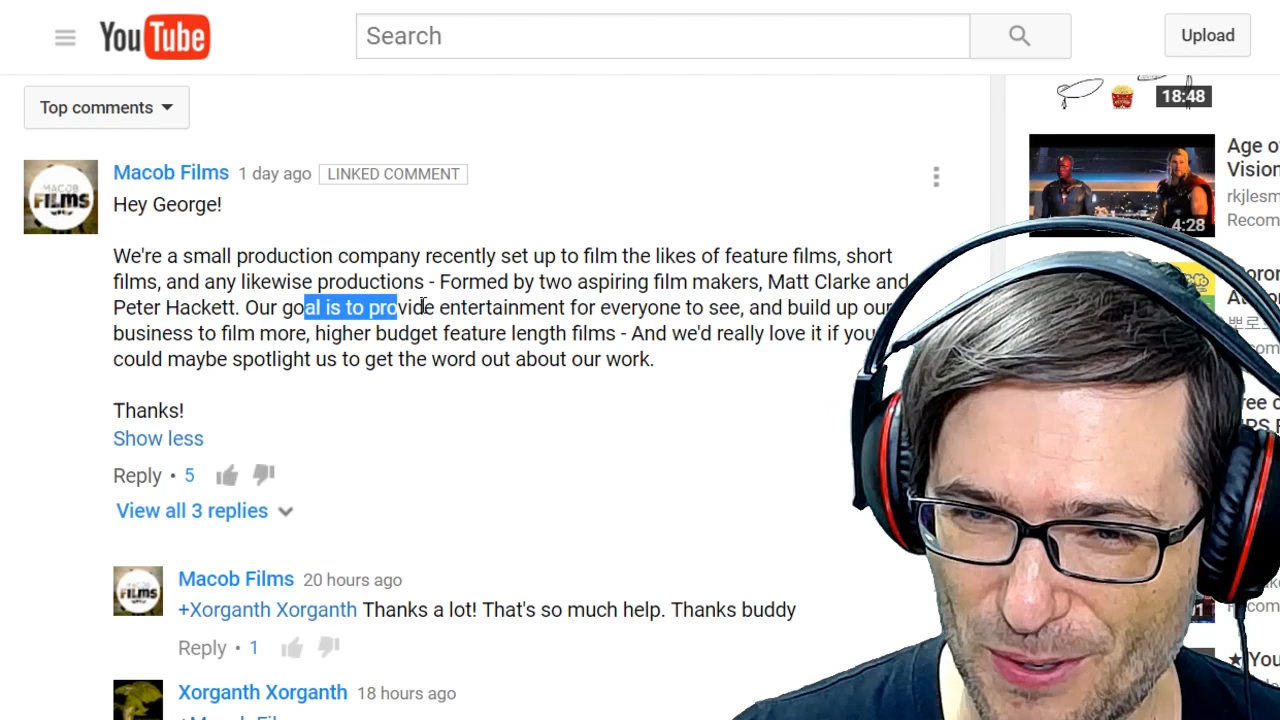 YouTube
Search
Upload
Top comments
18:48
Macob Films 1 day ago LINKED COMMENT
Hey George!
We're a small production company recently set up to film the likes of feature films, short
films, and any likewise productions - Formed by two aspiring film makers, Matt Clarke and
Peter Hackett. Our goal is to provide entertainment for everyone to see, and build up our
business to film more, higher budget feature length films - And we'd really love it if you
could maybe spotlight us to get the word out about our work.
Thanks!
Show less
Reply • 5
View all 3 replies
Macob Films 20 hours ago
+Xorganth Xorganth Thanks a lot! That's so much help. Thanks buddy
Reply • 1
Xorganth Xorganth 18 hours ago
MACOB
FILMS
FILMS
Age o
Vision
rkjlesm
Recom
4:28